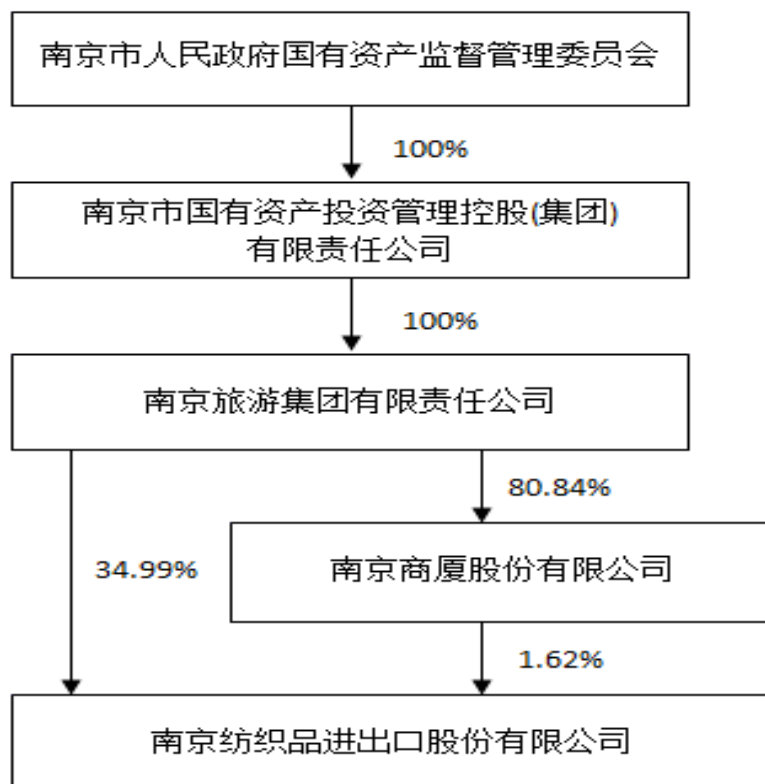 南京市人民政府国有资产监督管理委员会
100%
南京市国有资产投资管理控股(集团)
有限责任公司
100%
南京旅游集团有限责任公司
80.84%
34.99%
南京商厦股份有限公司
1.62%
南京纺织品进出口股份有限公司